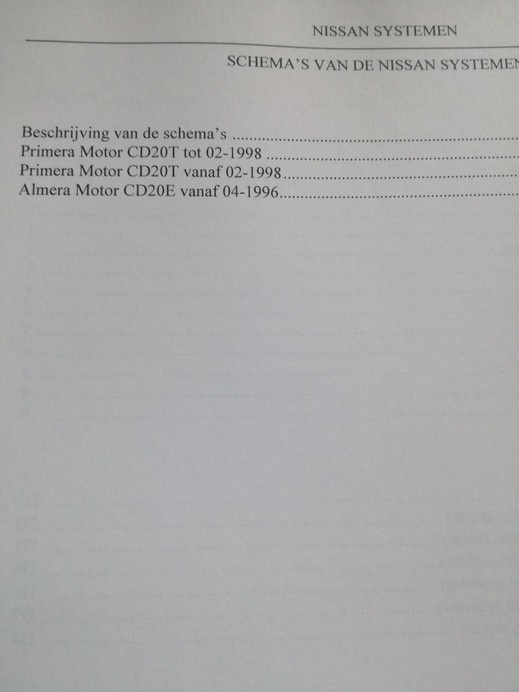 NISSAN SYSTEMEN
SCHEMA'S VAN DE NISSAN SYSTEMEN
Beschrijving van de schema's ........................................................
Primera Motor CD20T tot 02-1998 ..................................................
Primera Motor CD20T vanaf 02-1998..............................................
Almera Motor CD20E vanaf 04-1996...............................................